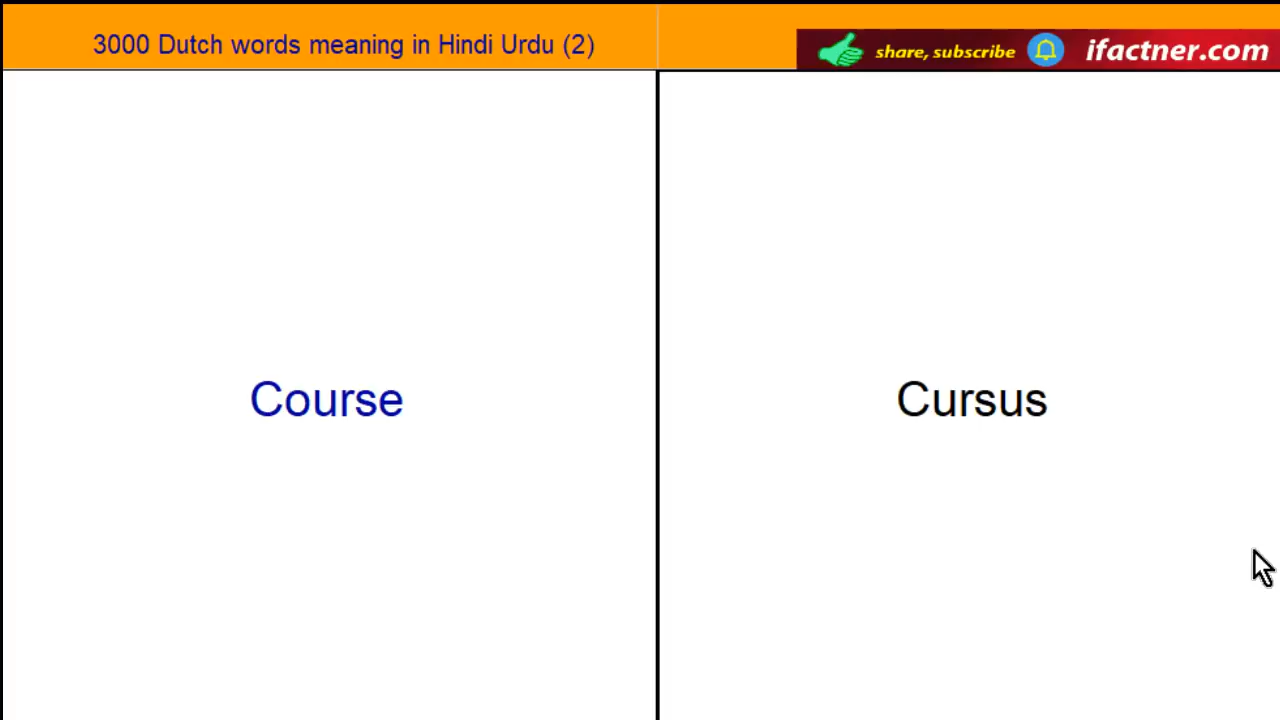 3000 Dutch words meaning in Hindi Urdu (2)
share, subscribe ifactner.com
Course
Cursus